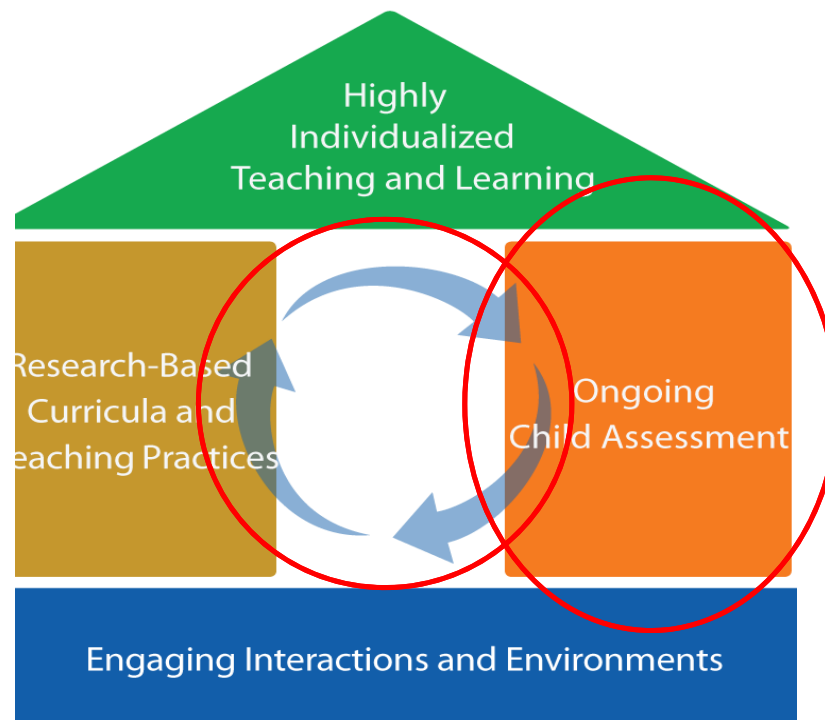 Highly
Individualized
Teaching and Learning
Research-Based
Curricula and
eaching Practices
Ongoing
Child Assessment
Engaging Interactions and Environments